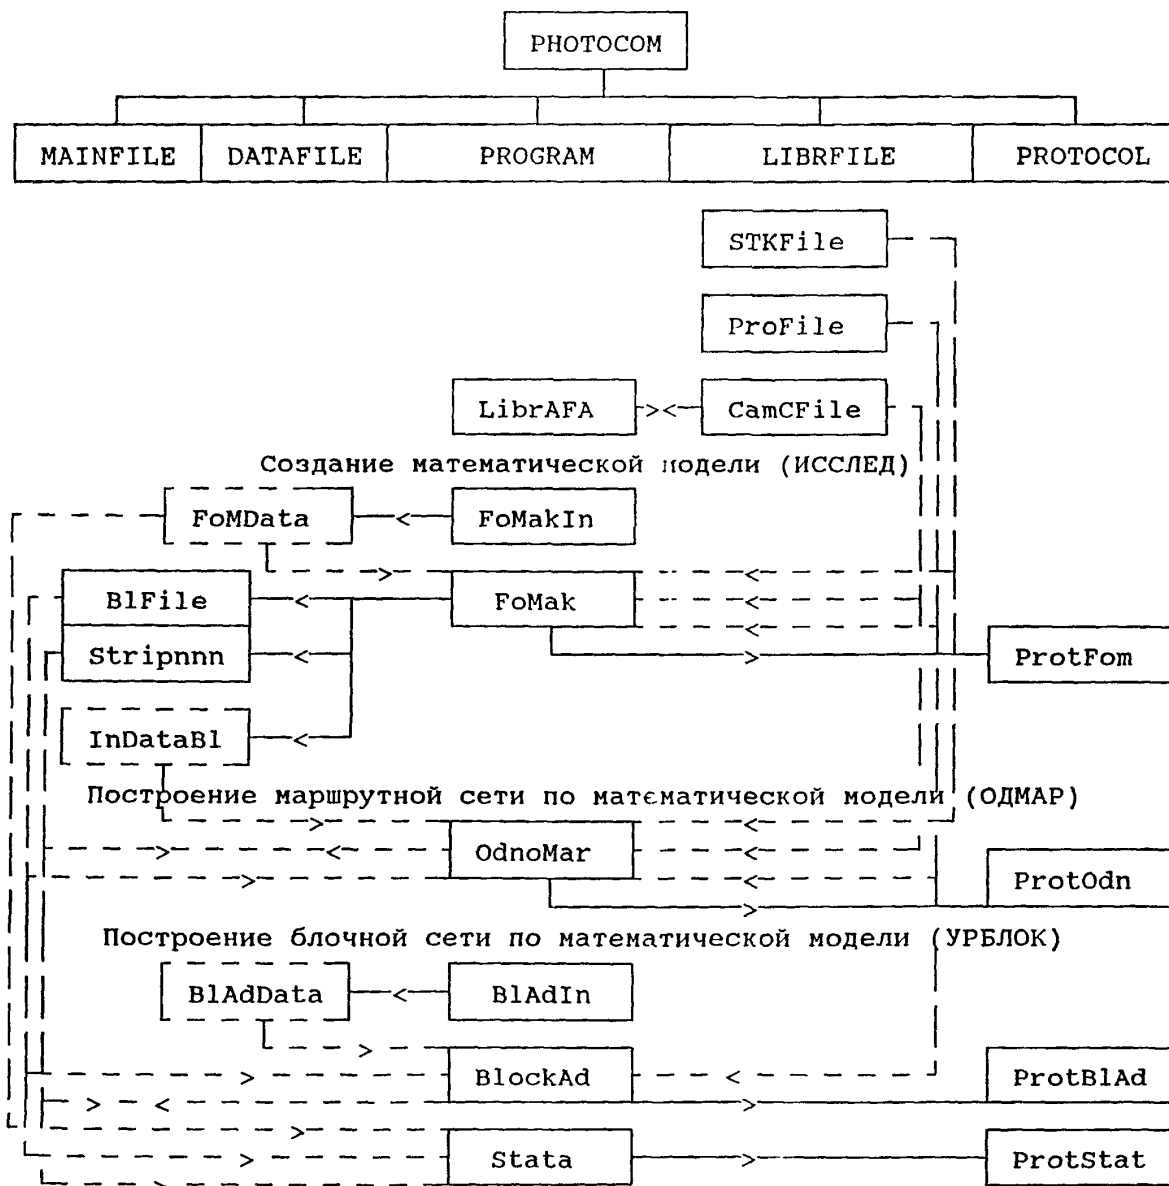 PHOTOCOM
MAINFILE DATAFILE PROGRAM LIBRFILE PROTOCOL
STKFile
ProFile
LibrAFA CamCFile
Создание математической модели (ИССЛЕД)
FoMData FoMakIn
BlFile FoMak
Stripnnn ProtFom
InDataBl
Построение маршрутной сети по математической модели (ОДМАР)
OdnoMar
ProtOdn
Построение блочной сети по математической модели (УРБЛОК)
BlAdData BlAdIn
BlockAd ProtBlAd
Stata ProtStat